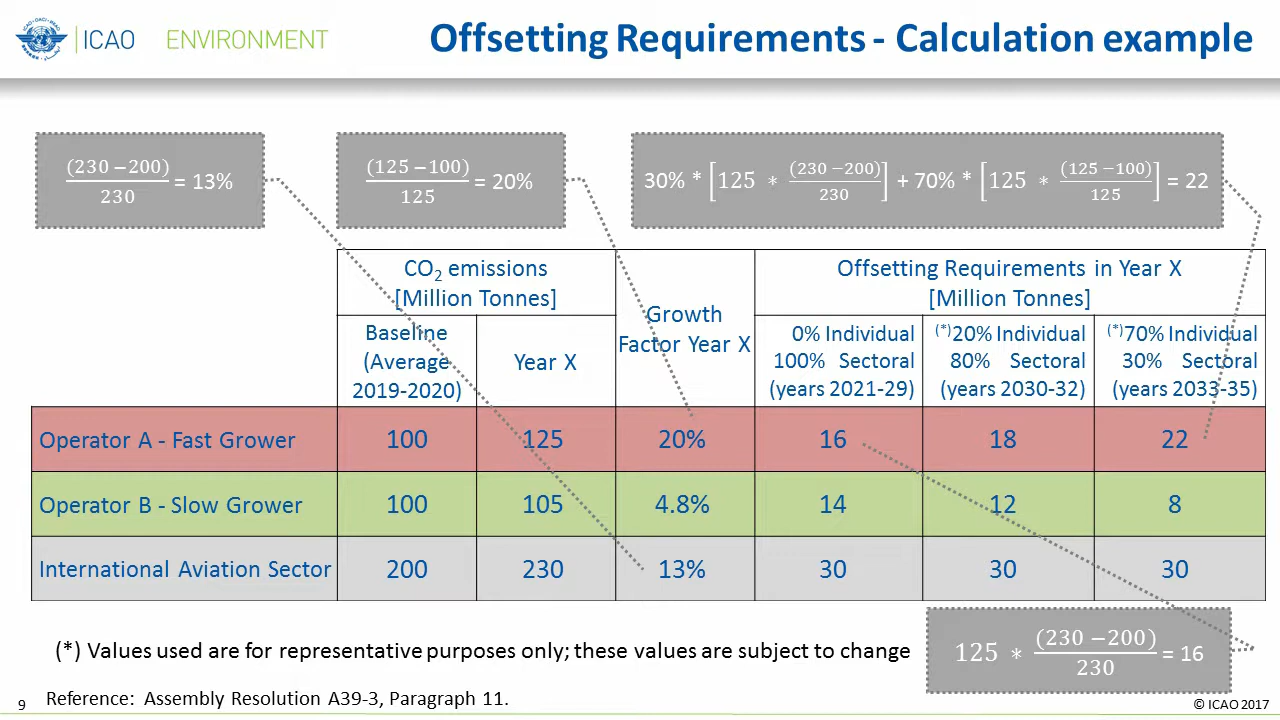 ICAO ENVIRONMENT
Offsetting Requirements - Calculation example
(230 −200)
230
= 13%
(125 −100)
125
= 20%
30% * [125 * (230 −200)/230] + 70% * [125 * (125 −100)/125] = 22
CO2 emissions
[Million Tonnes]
Growth
Factor Year X
Offsetting Requirements in Year X
[Million Tonnes]
Baseline
(Average
2019-2020)
Year X
0% Individual
100% Sectoral
(years 2021-29)
(*)20% Individual
80% Sectoral
(years 2030-32)
(*)70% Individual
30% Sectoral
(years 2033-35)
Operator A - Fast Grower 100 125 20% 16 18 22
Operator B - Slow Grower 100 105 4.8% 14 12 8
International Aviation Sector 200 230 13% 30 30 30
(*) Values used are for representative purposes only; these values are subject to change
125 * (230 −200)/230 = 16
Reference: Assembly Resolution A39-3, Paragraph 11.
9
© ICAO 2017